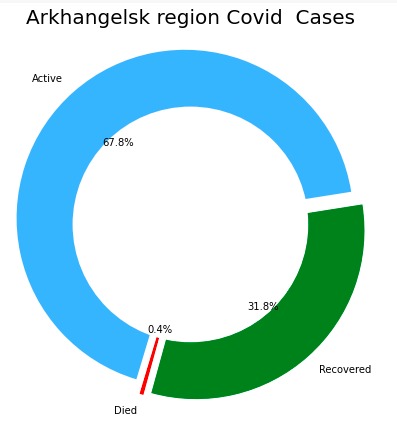 Arkhangelsk region Covid  Cases
Active
67.8%
31.8%
0.4%
Recovered
Died